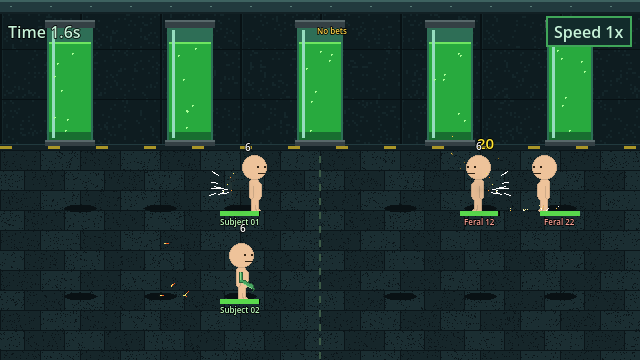 Time 1.6s
No bets
Speed 1x
6
6
20
Subject 01
Feral 12
Feral 22
6
Subject 02